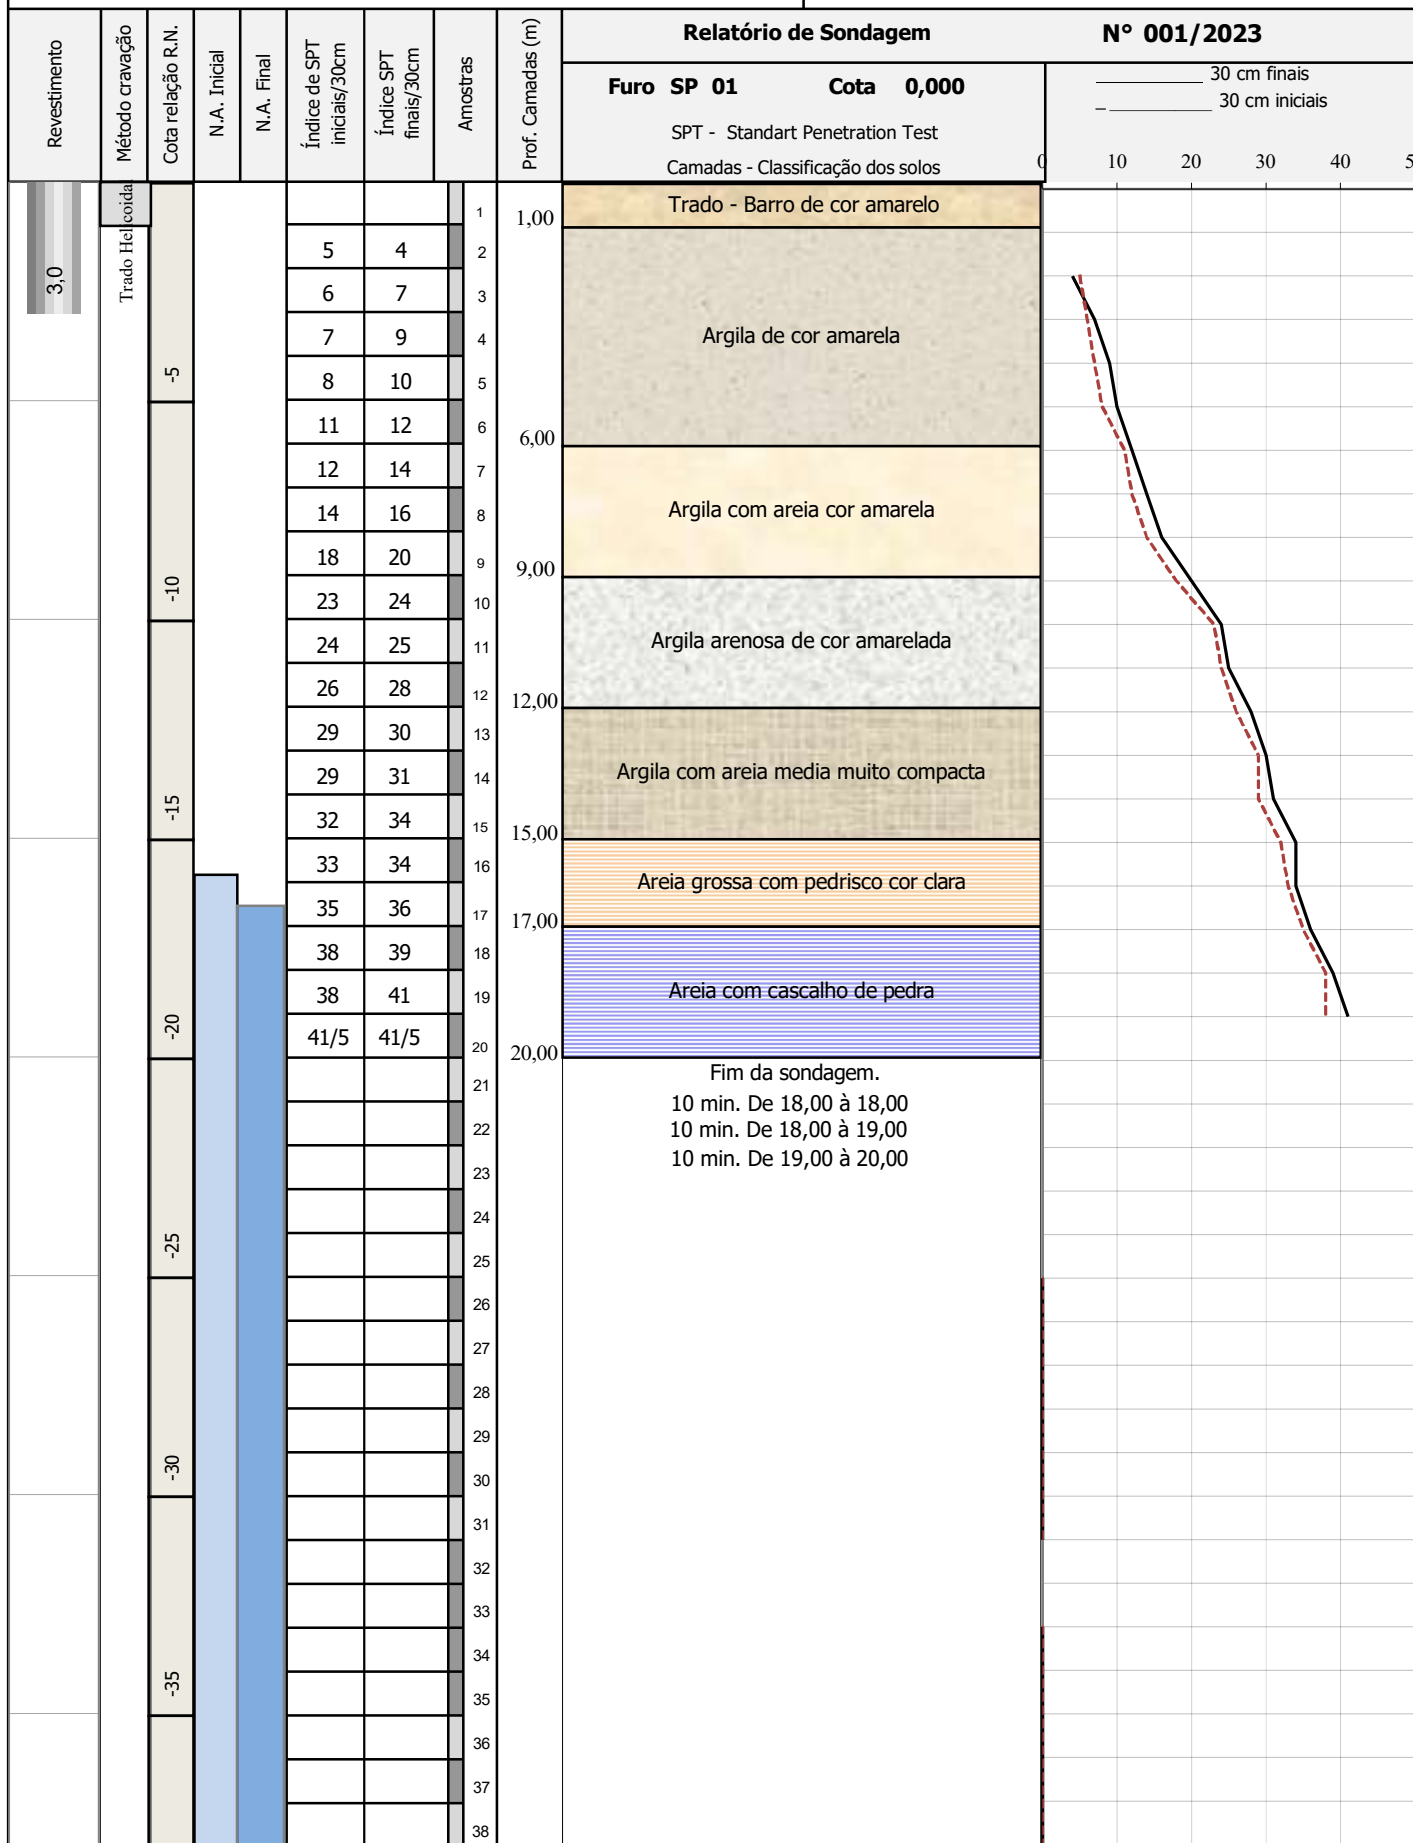 Relatório de Sondagem N° 001/2023
Revestimento
Método cravação
Cota relação R.N.
N.A. Inicial
N.A. Final
Índice de SPT
iniciais/30cm
Índice SPT
finais/30cm
Amostras
Prof. Camadas (m)
Furo SP 01 Cota 0,000
SPT - Standart Penetration Test
Camadas - Classificação dos solos
30 cm finais
30 cm iniciais
0 10 20 30 40 5
3,0
Trado Helicoidal
1
1,00
Trado - Barro de cor amarelo
5 4 2
6 7 3
7 9 4
Argila de cor amarela
-5
8 10 5
11 12 6
6,00
12 14 7
14 16 8
Argila com areia cor amarela
18 20 9
9,00
-10
23 24 10
24 25 11
Argila arenosa de cor amarelada
26 28 12
12,00
29 30 13
29 31 14
Argila com areia media muito compacta
-15
32 34 15
15,00
33 34 16
Areia grossa com pedrisco cor clara
35 36 17
17,00
38 39 18
38 41 19
Areia com cascalho de pedra
-20
41/5 41/5 20
20,00
Fim da sondagem.
21
10 min. De 18,00 à 18,00
22
10 min. De 18,00 à 19,00
10 min. De 19,00 à 20,00
23
24
-25
25
26
27
28
29
-30
30
31
32
33
34
-35
35
36
37
38